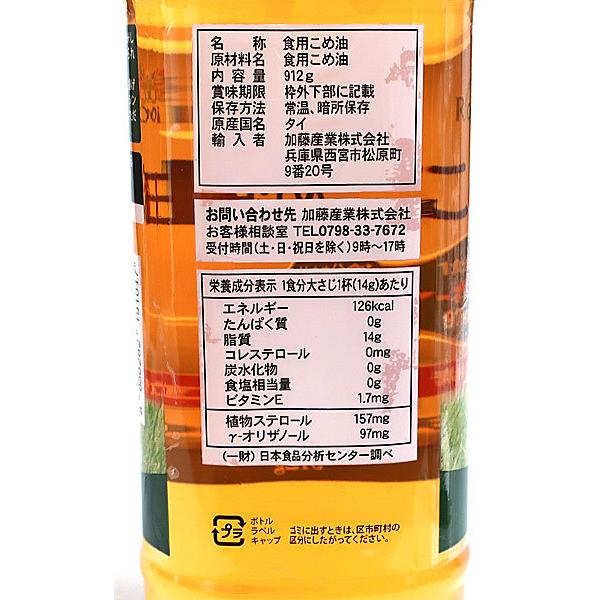 名称 食用こめ油
原材料名 食用こめ油
内容量 912g
賞味期限 枠外下部に記載
保存方法 常温、暗所保存
原産国名 タイ
輸入者 加藤産業株式会社
兵庫県西宮市松原町
9番20号
お問い合わせ先 加藤産業株式会社
お客様相談室 TEL0798-33-7672
受付時間(土・日・祝日を除く)9時〜17時
栄養成分表示 1食分大さじ1杯(14g)あたり
エネルギー 126kcal
たんぱく質 0g
脂質 14g
コレステロール 0mg
炭水化物 0g
食塩相当量 0g
ビタミンE 1.7mg
植物ステロール 157mg
γ-オリザノール 97mg
(一財)日本食品分析センター調べ
プラ
ボトル
ラベル
キャップ
ゴミに出すときは、区市町村の
区分にしたがってください。